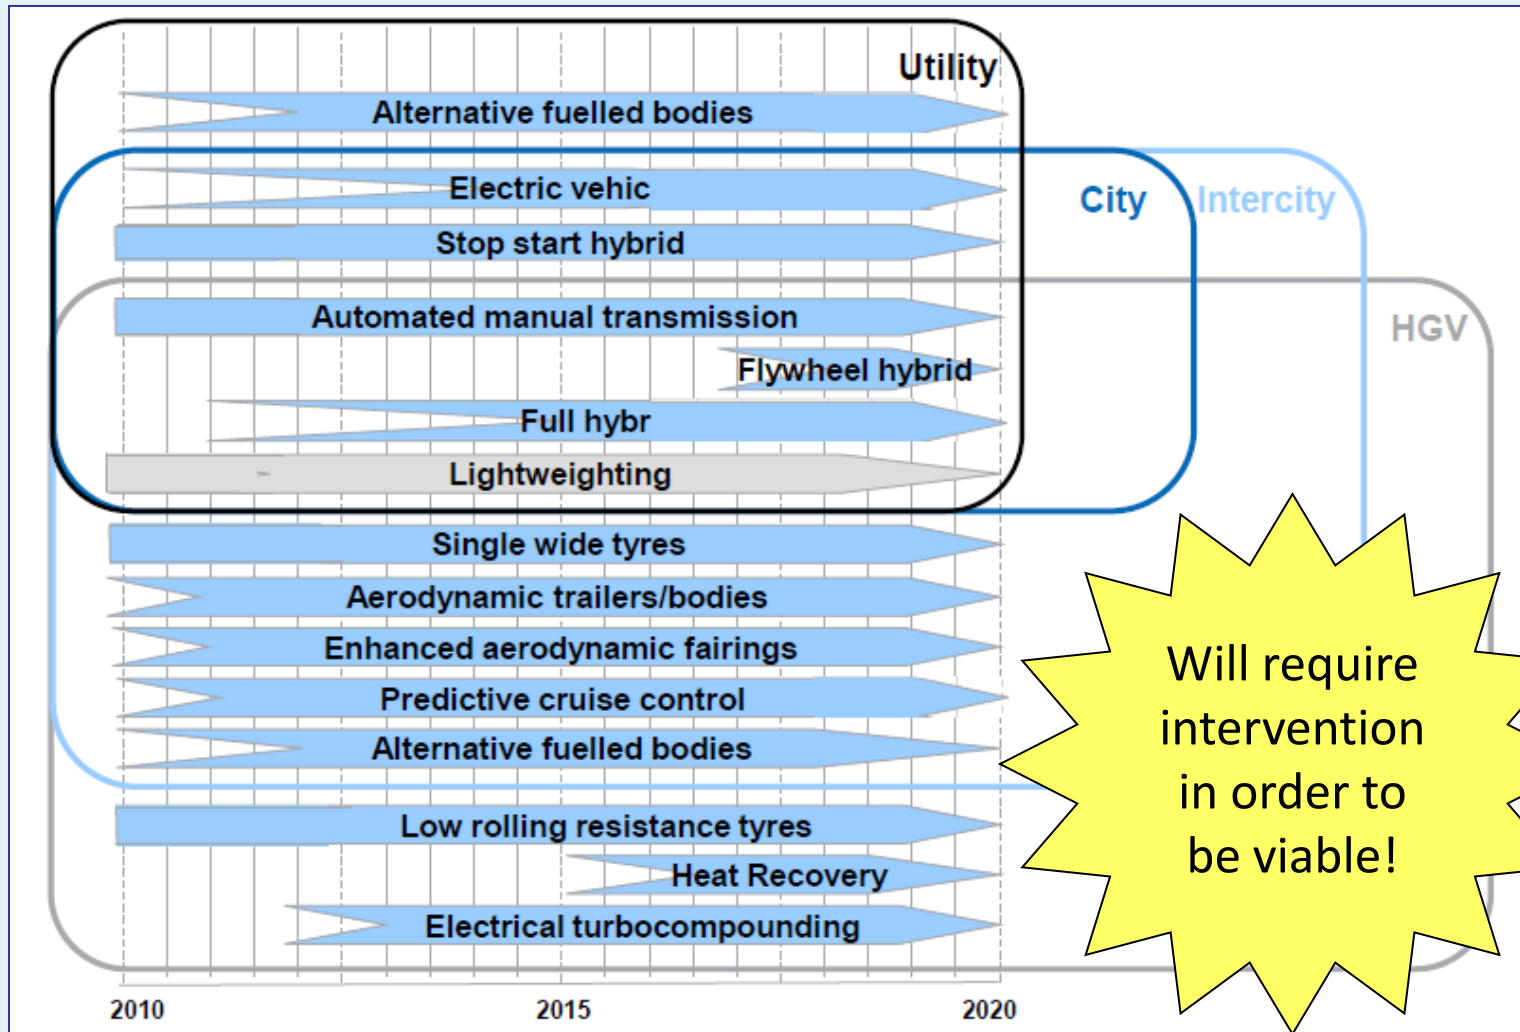 Utility
Alternative fuelled bodies
Electric vehic
City
Intercity
Stop start hybrid
Automated manual transmission
HGV
Flywheel hybrid
Full hybr
Lightweighting
Single wide tyres
Aerodynamic trailers/bodies
Enhanced aerodynamic fairings
Predictive cruise control
Alternative fuelled bodies
Low rolling resistance tyres
Heat Recovery
Electrical turbocompounding
Will require
intervention
in order to
be viable!
2010
2015
2020